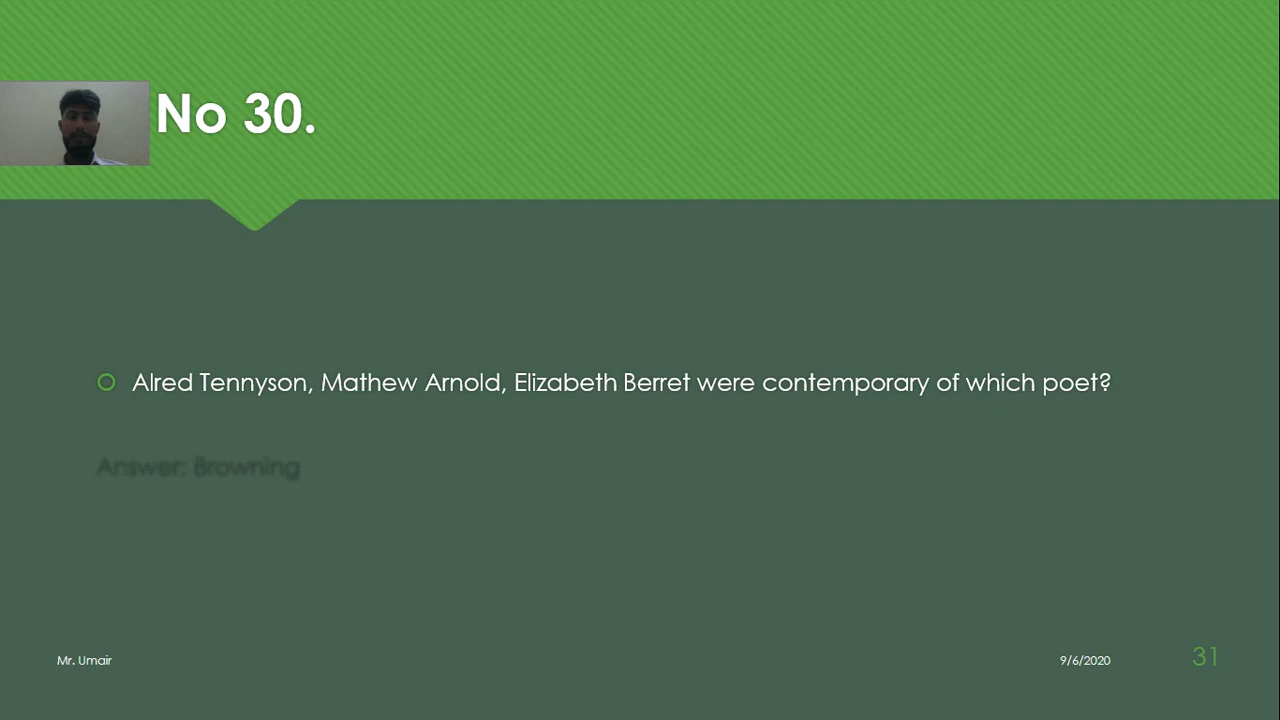 No 30.
Alred Tennyson, Mathew Arnold, Elizabeth Berret were contemporary of which poet?
Answer: Browning
Mr. Umair
9/6/2020
31